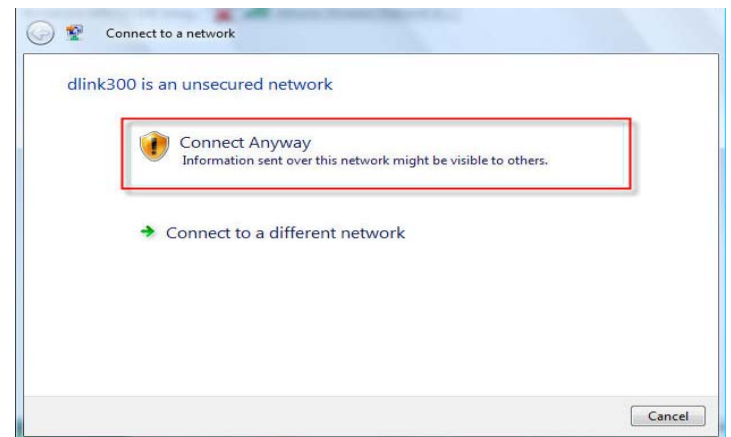 Connect to a network
dlink300 is an unsecured network
Connect Anyway
Information sent over this network might be visible to others.
Connect to a different network
Cancel